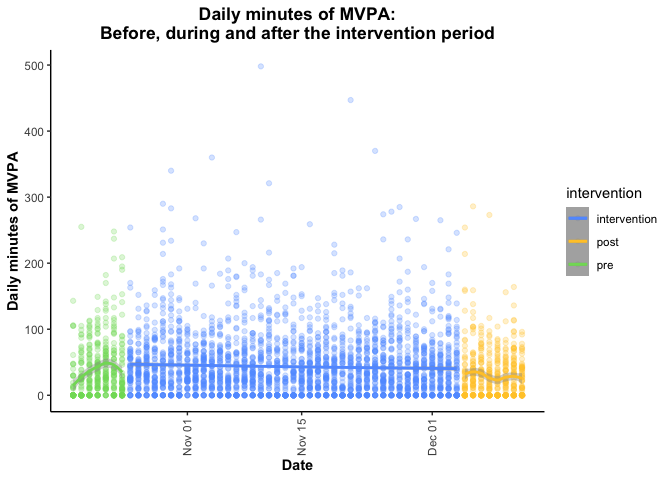 Daily minutes of MVPA:
Before, during and after the intervention period
Daily minutes of MVPA
500
400
300
200
100
0
Nov 01
Nov 15
Dec 01
Date
intervention
intervention
post
pre